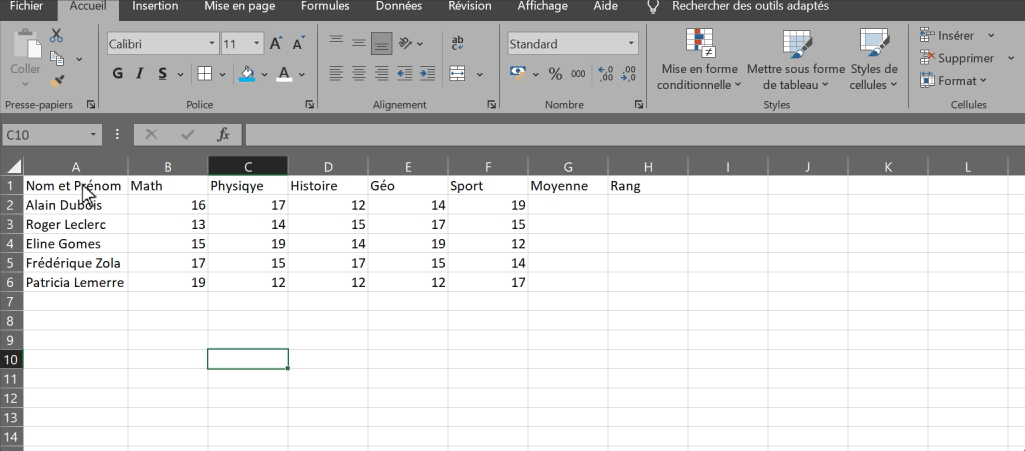 Fichier Accueil Insertion Mise en page Formules Données Révision Affichage Aide Rechercher des outils adaptés
Coller
Presse-papiers
Calibri 11 A A
G I S A
Police
ab
c
Alignement
Standard
% 000 ,0 ,00
,00 ,0
Nombre
Mise en forme
conditionnelle
Mettre sous forme
de tableau
Styles de
cellules
Styles
Insérer
Supprimer
Format
Cellules
C10 fx
A B C D E F G H I J K L
1 Nom et Prénom Math Physiqye Histoire Géo Sport Moyenne Rang
2 Alain Dubois 16 17 12 14 19
3 Roger Leclerc 13 14 15 17 15
4 Eline Gomes 15 19 14 19 12
5 Frédérique Zola 17 15 17 15 14
6 Patricia Lemerre 19 12 12 12 17
7
8
9
10
11
12
13
14